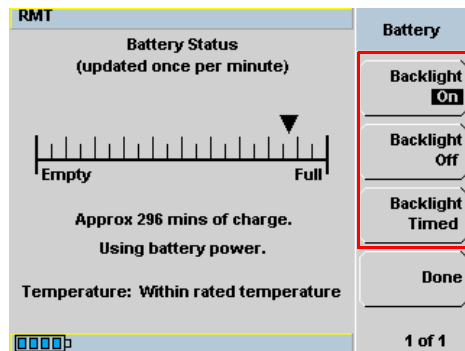 RMT
Battery Status
(updated once per minute)
Empty Full
Approx 296 mins of charge.
Using battery power.
Temperature: Within rated temperature
Battery
Backlight
On
Backlight
Off
Backlight
Timed
Done
1 of 1